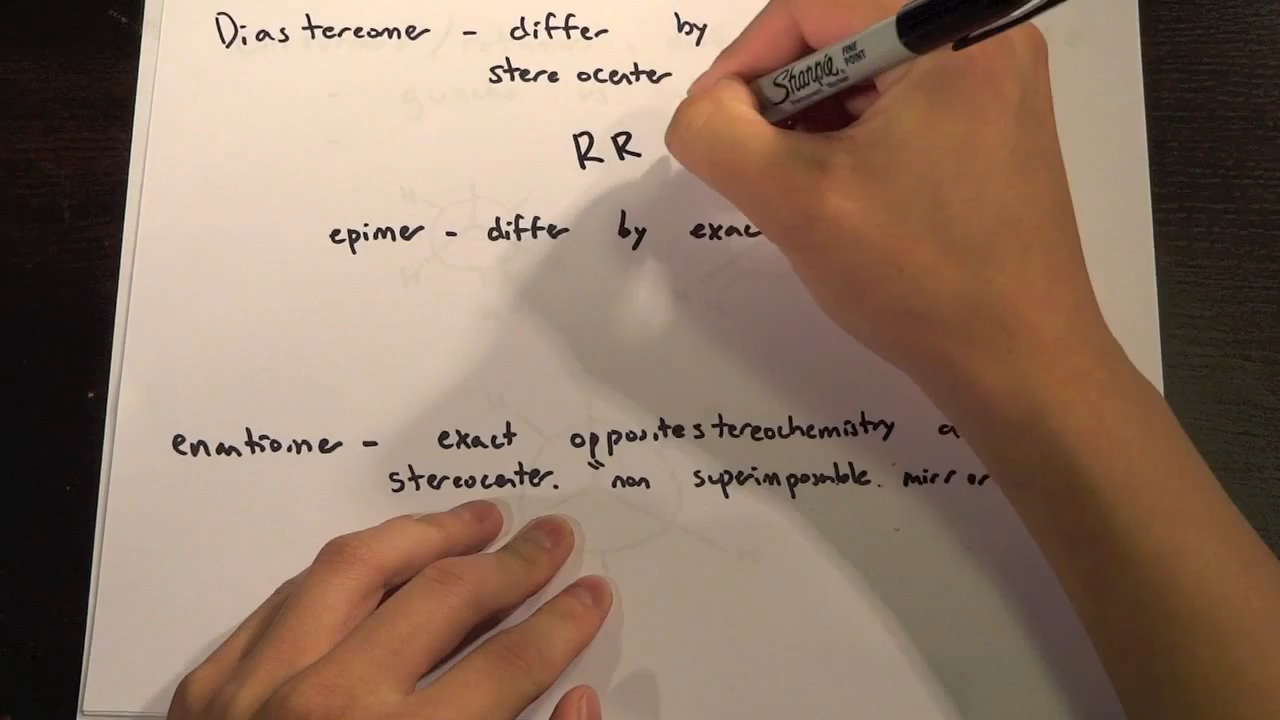 Diastereomer - differ by
stereocenter
RR
epimer - differ by exac
enantiomer - exact opposite stereochemistry a
stereocenter. "non superimposable. mirror
Sharpie FINE POINT